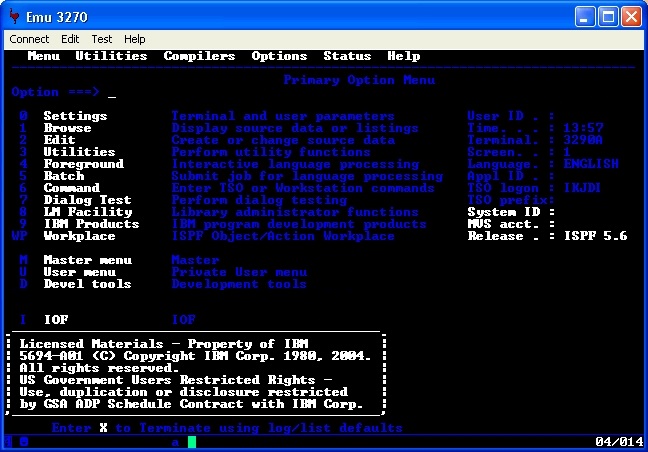 Emu 3270
Connect Edit Test Help
Menu Utilities Compilers Options Status Help
Primary Option Menu
Option ===> _
0 Settings Terminal and user parameters User ID . :
1 Browse Display source data or listings Time. . . : 13:57
2 Edit Create or change source data Terminal. : 3290A
3 Utilities Perform utility functions Screen. . : 1
4 Foreground Interactive language processing Language . : ENGLISH
5 Batch Submit job for language processing Appl ID . :
6 Command Enter TSO or Workstation commands TSO logon : IKJDI
7 Dialog Test Perform dialog testing TSO prefix:
8 LM Facility Library administrator functions System ID :
9 IBM Products IBM program development products MVS acct. :
WP Workplace ISPF Object/Action Workplace Release . : ISPF 5.6
M Master menu Master
U User menu Private User menu
D Devel tools Development tools
I IOF IOF
Licensed Materials - Property of IBM
5694-A01 (C) Copyright IBM Corp. 1980, 2004.
All rights reserved.
US Government Users Restricted Rights -
Use, duplication or disclosure restricted
by GSA ADP Schedule Contract with IBM Corp.
Enter X to Terminate using log/list defaults
a 04/014